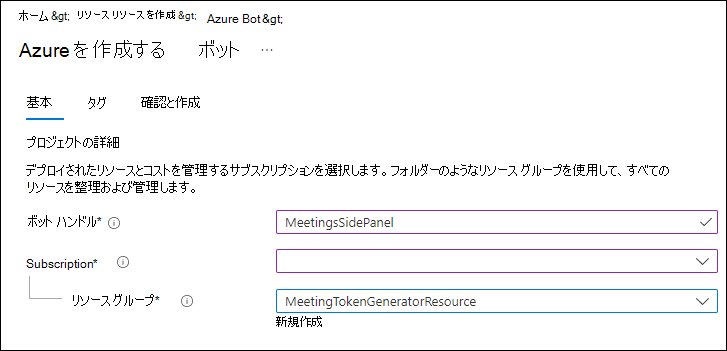 ホーム &gt; リソース リソースを作成 &gt; Azure Bot&gt;
Azure を作成する ボット ...
基本 タグ 確認と作成
プロジェクトの詳細
デプロイされたリソースとコストを管理するサブスクリプションを選択します。フォルダーのようなリソース グループを使用して、すべての
リソースを整理および管理します。
ボット ハンドル* MeetingsSidePanel
Subscription*
リソース グループ* MeetingTokenGeneratorResource
新規作成